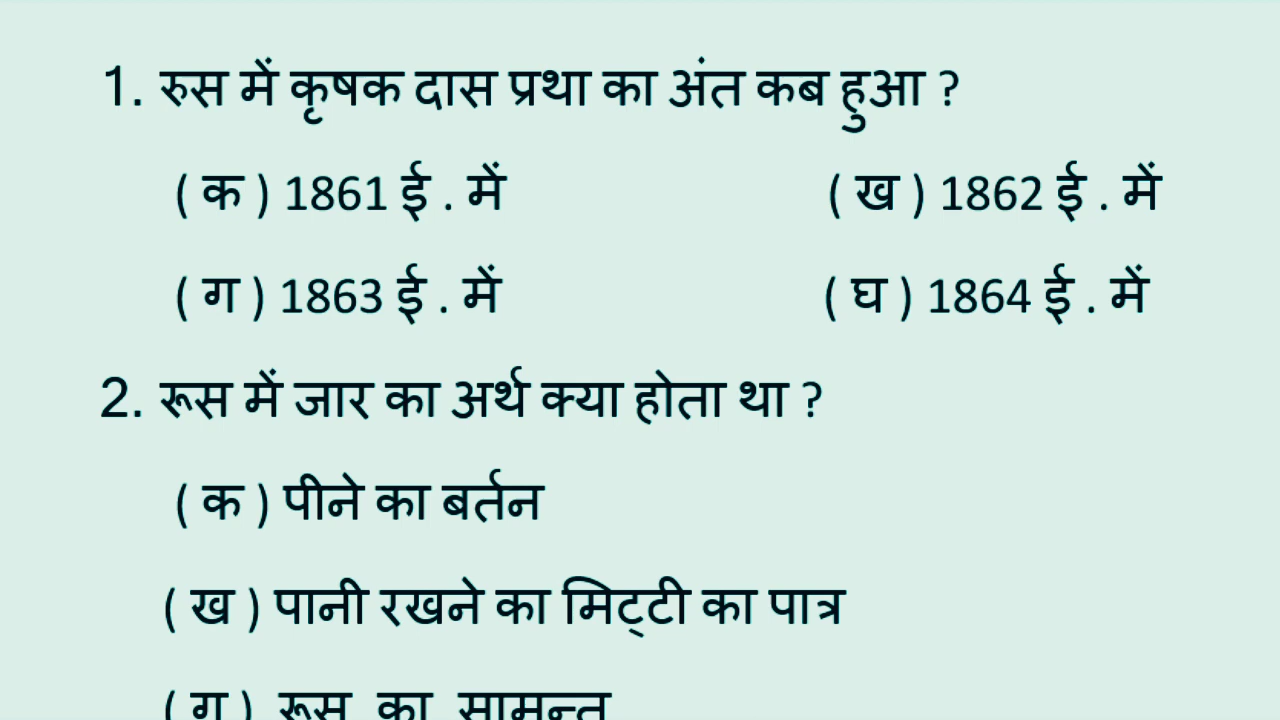 1. रुस में कृषक दास प्रथा का अंत कब हुआ ?
( क ) 1861 ई . में ( ख ) 1862 ई . में
( ग ) 1863 ई . में ( घ ) 1864 ई . में
2. रूस में जार का अर्थ क्या होता था ?
( क ) पीने का बर्तन
( ख ) पानी रखने का मिट्टी का पात्र
( ग ) रूस का सामन्त